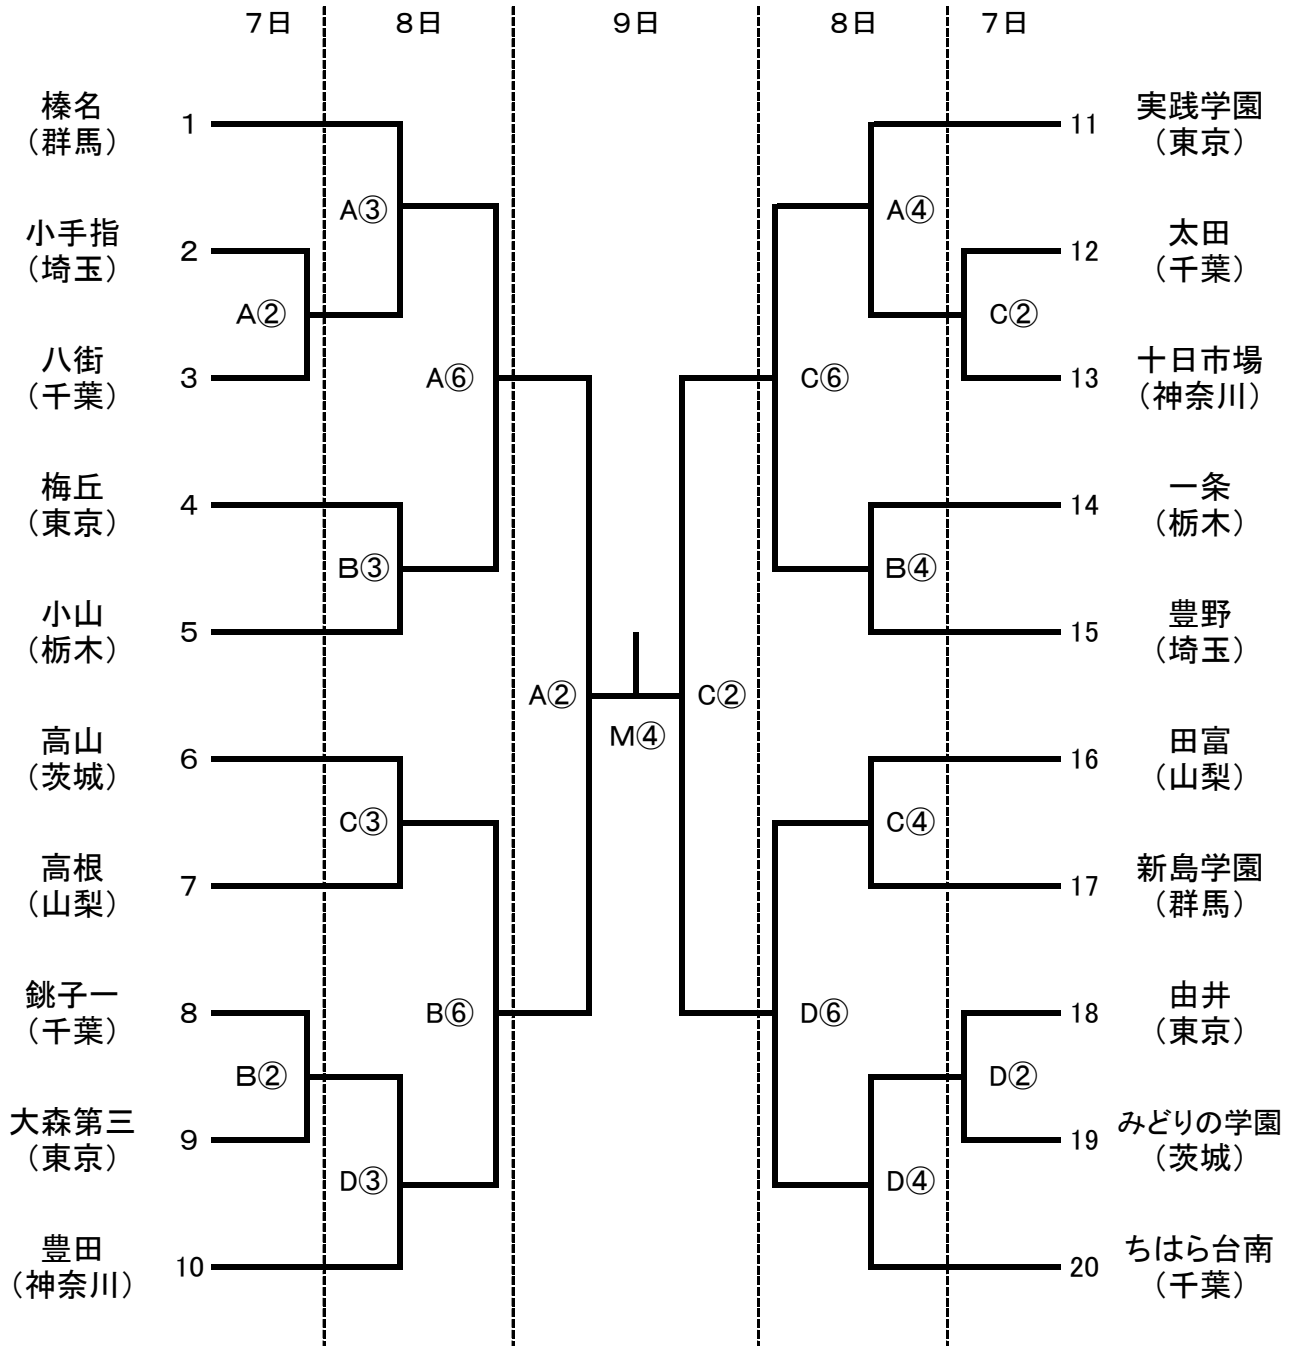 7日 8日 9日 8日 7日
榛名
(群馬)
1
小手指
(埼玉)
2
八街
(千葉)
3
梅丘
(東京)
4
小山
(栃木)
5
高山
(茨城)
6
高根
(山梨)
7
銚子一
(千葉)
8
大森第三
(東京)
9
豊田
(神奈川)
10
A②
B②
A③
B③
C③
D③
A⑥
B⑥
A②
M④
C②
C⑥
D⑥
A④
B④
C④
D④
C②
D②
11
実践学園
(東京)
12
太田
(千葉)
13
十日市場
(神奈川)
14
一条
(栃木)
15
豊野
(埼玉)
16
田富
(山梨)
17
新島学園
(群馬)
18
由井
(東京)
19
みどりの学園
(茨城)
20
ちはら台南
(千葉)